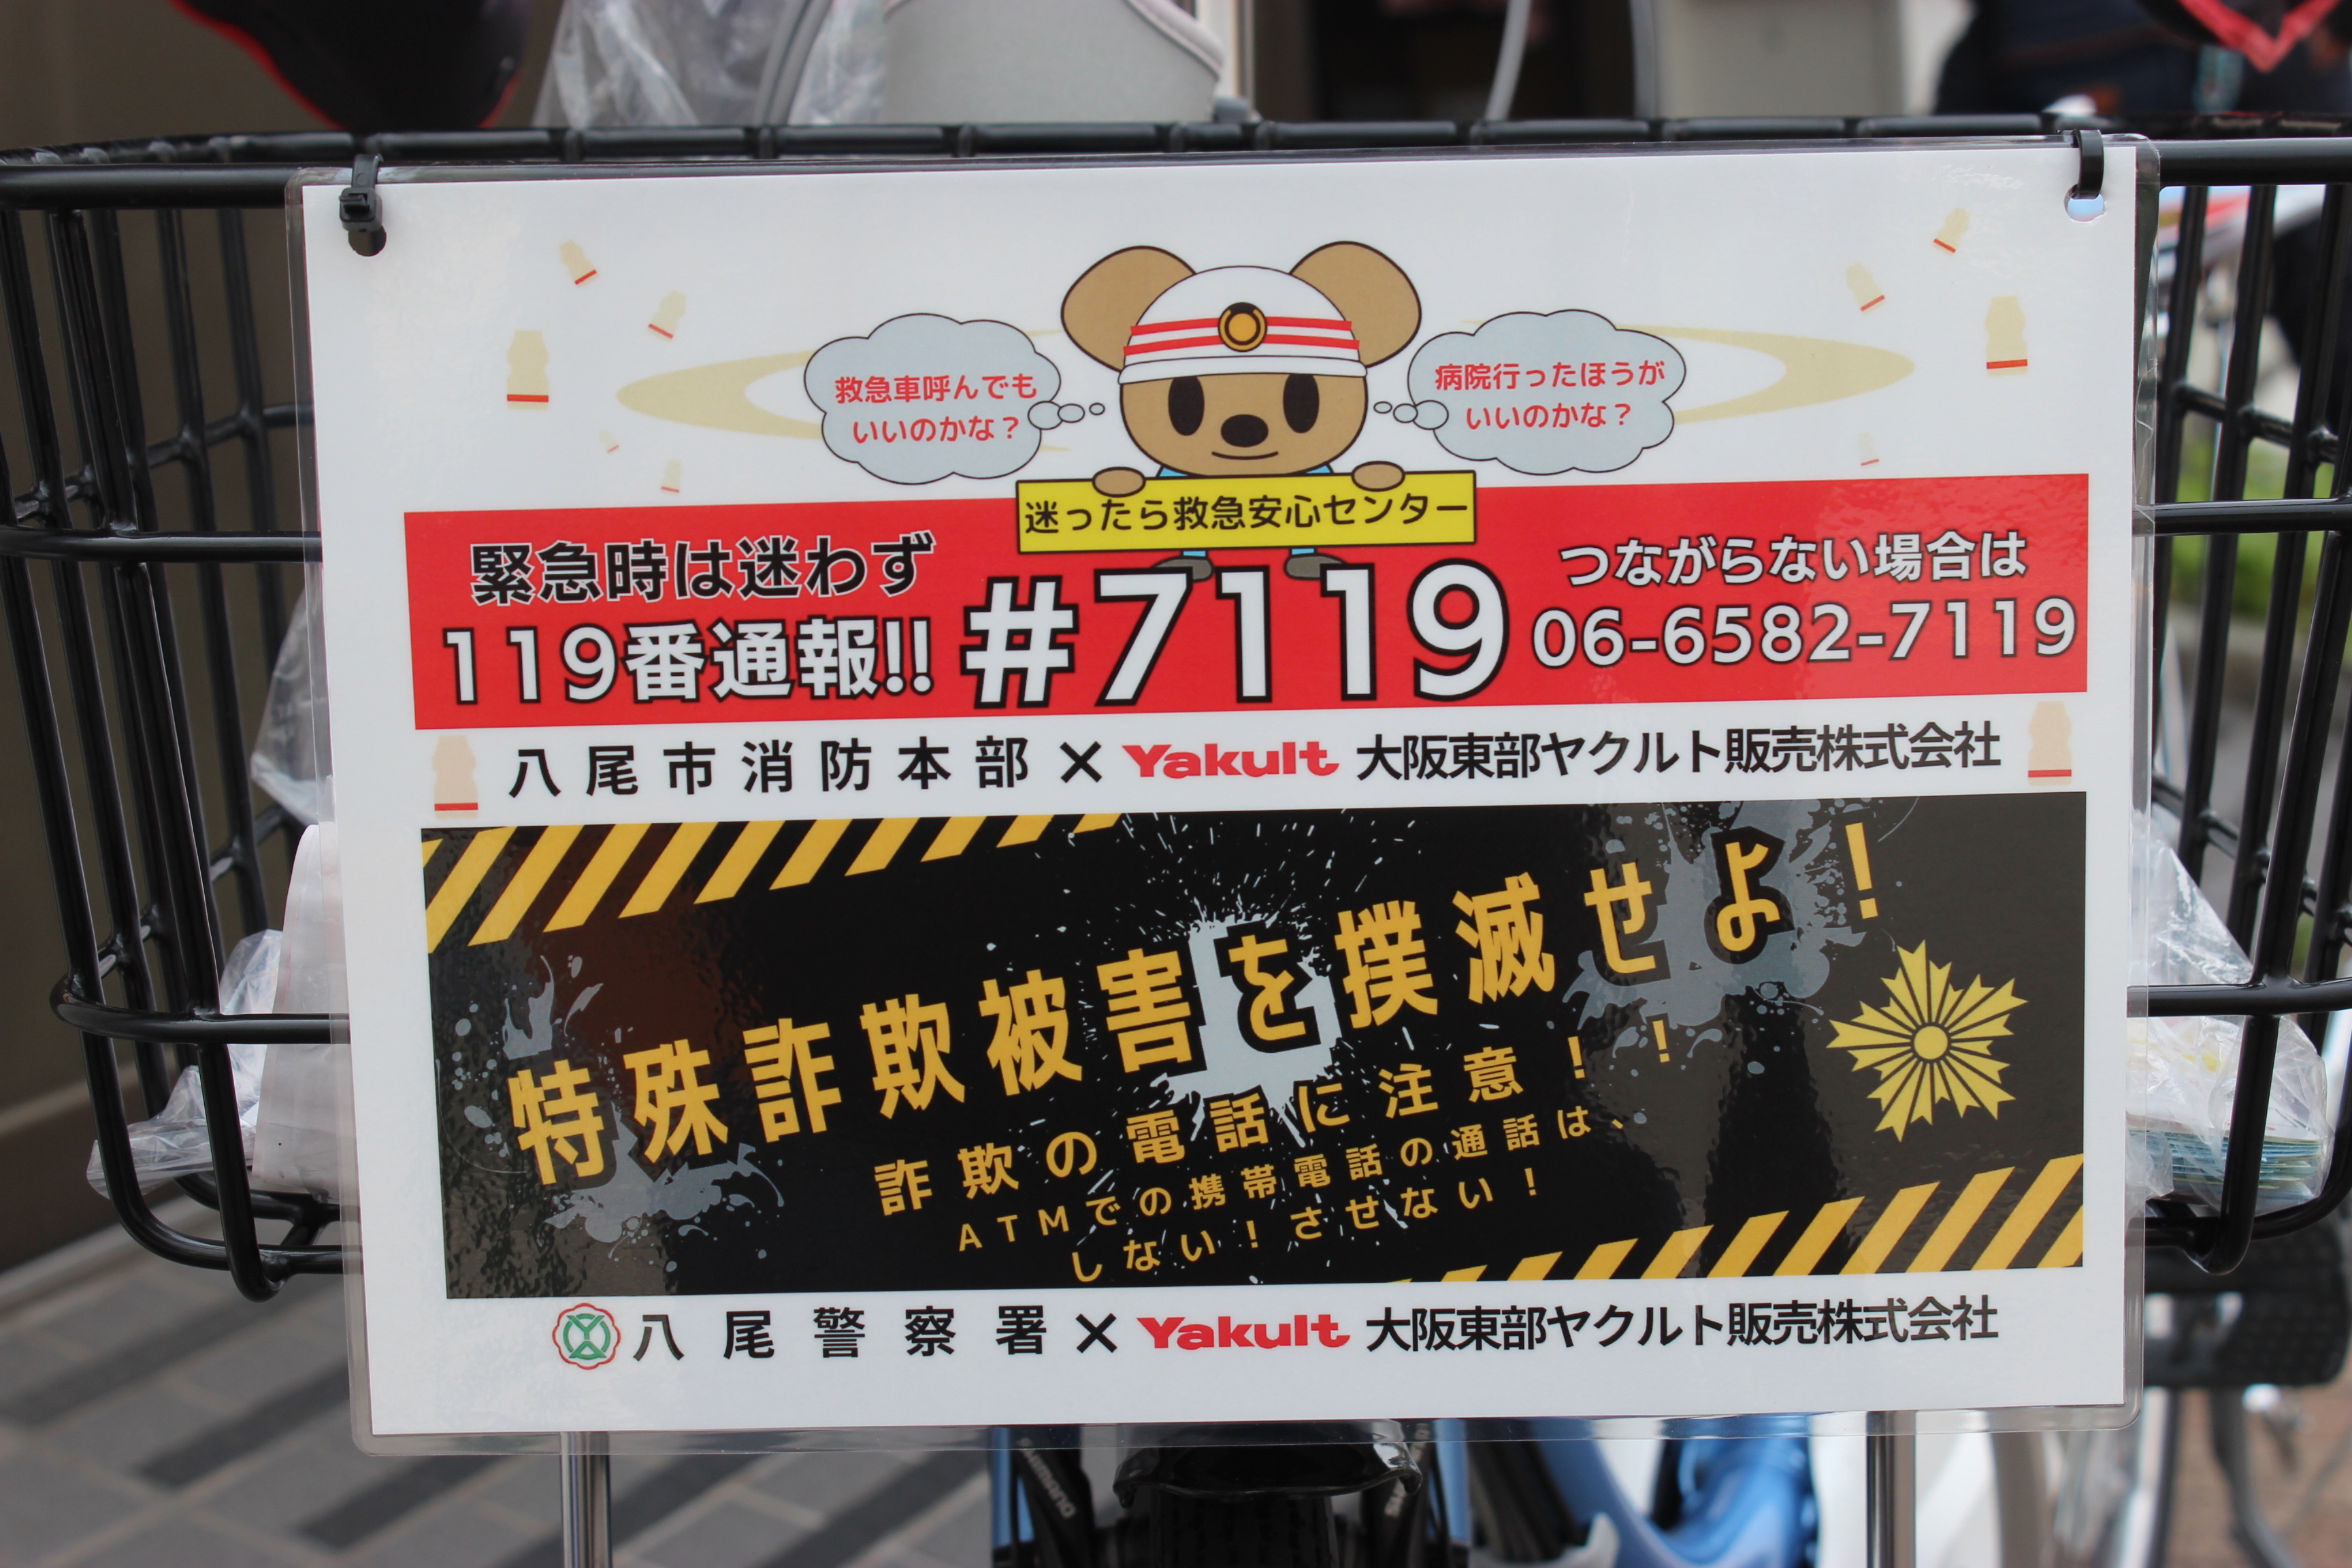 救急車呼んでも
いいのかな？
病院行ったほうが
いいのかな？
迷ったら救急安心センター
緊急時は迷わず
119番通報!!
#7119
つながらない場合は
06-6582-7119
八尾市消防本部×Yakult 大阪東部ヤクルト販売株式会社
特殊詐欺被害を撲滅せよ！
詐欺の電話に注意！！
ATMでの携帯電話の通話は、
しない！させない！
八尾警察署×Yakult 大阪東部ヤクルト販売株式会社
SHIMANO